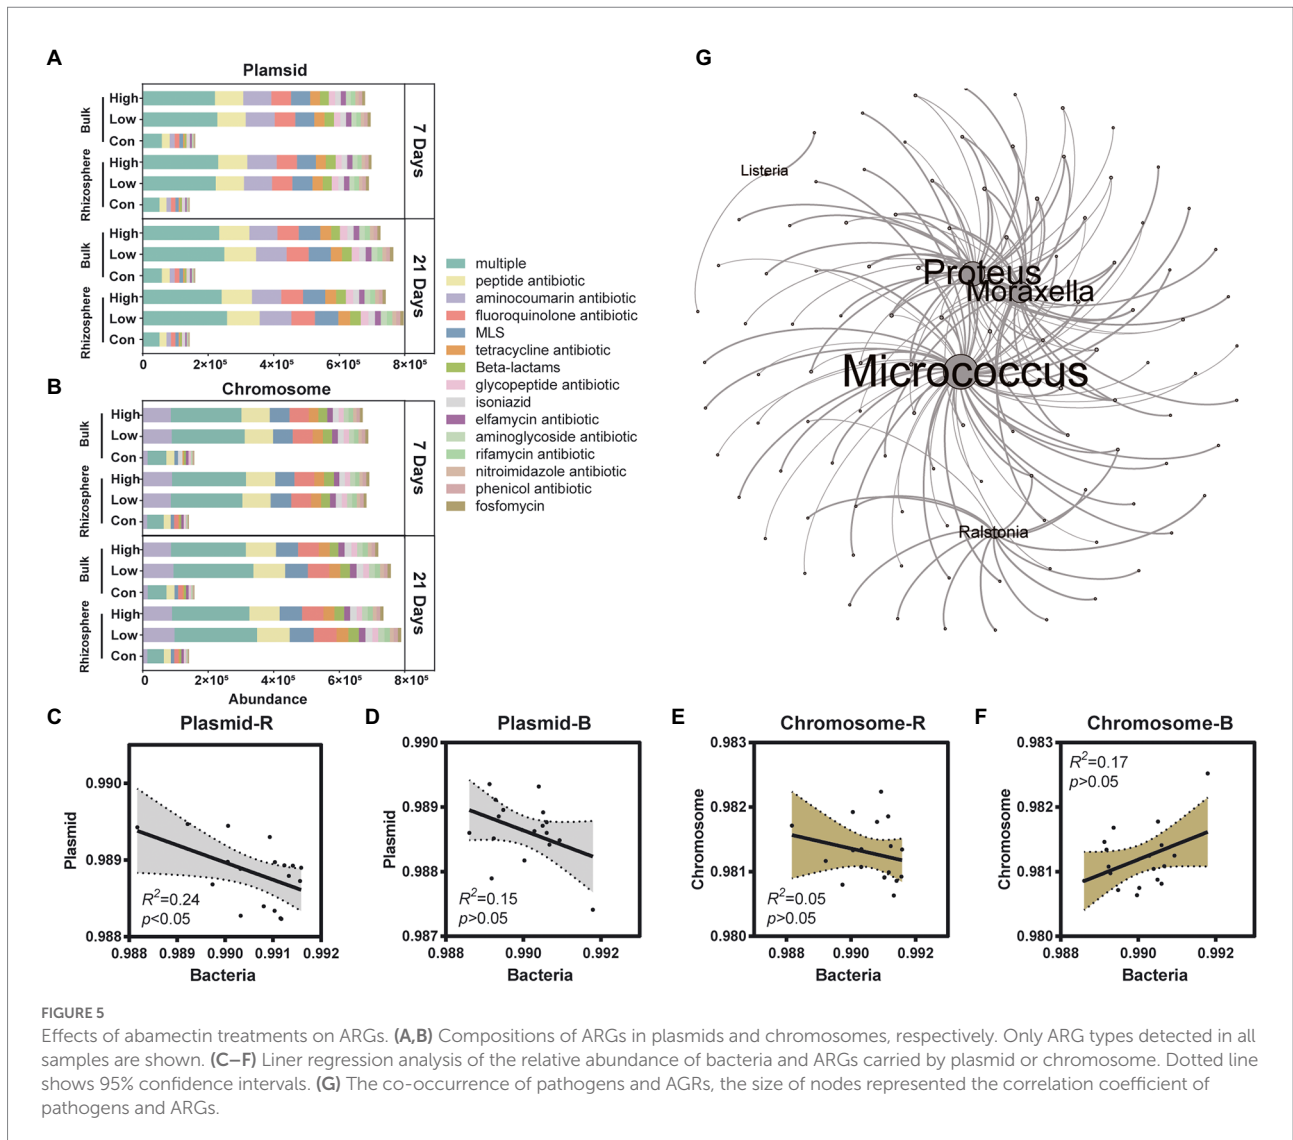 A
Plamsid
Bulk
High
Low
Con
Rhizosphere
High
Low
Con
7 Days
Bulk
High
Low
Con
Rhizosphere
High
Low
Con
21 Days
0 2×10⁵ 4×10⁵ 6×10⁵ 8×10⁵
B
Chromosome
Bulk
High
Low
Con
Rhizosphere
High
Low
Con
7 Days
Bulk
High
Low
Con
Rhizosphere
High
Low
Con
21 Days
0 2×10⁵ 4×10⁵ 6×10⁵ 8×10⁵
Abundance
multiple
peptide antibiotic
aminocoumarin antibiotic
fluoroquinolone antibiotic
MLS
tetracycline antibiotic
Beta-lactams
glycopeptide antibiotic
isoniazid
elfamycin antibiotic
aminoglycoside antibiotic
rifamycin antibiotic
nitroimidazole antibiotic
phenicol antibiotic
fosfomycin
G
Listeria
Proteus
Moraxella
Micrococcus
Ralstonia
C
Plasmid-R
Plasmid
0.990
0.989
0.988
R²=0.24
p<0.05
0.988 0.989 0.990 0.991 0.992
Bacteria
D
Plasmid-B
Plasmid
0.990
0.989
0.988
0.987
R²=0.15
p>0.05
0.988 0.990 0.992
Bacteria
E
Chromosome-R
Chromosome
0.983
0.982
0.981
0.980
R²=0.05
p>0.05
0.988 0.990 0.992
Bacteria
F
Chromosome-B
Chromosome
0.983
0.982
0.981
0.980
R²=0.17
p>0.05
0.988 0.990 0.992
Bacteria
FIGURE 5
Effects of abamectin treatments on ARGs. (A,B) Compositions of ARGs in plasmids and chromosomes, respectively. Only ARG types detected in all
samples are shown. (C–F) Liner regression analysis of the relative abundance of bacteria and ARGs carried by plasmid or chromosome. Dotted line
shows 95% confidence intervals. (G) The co-occurrence of pathogens and AGRs, the size of nodes represented the correlation coefficient of
pathogens and ARGs.